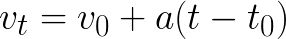 v_t = v_0 + a(t − t_0)